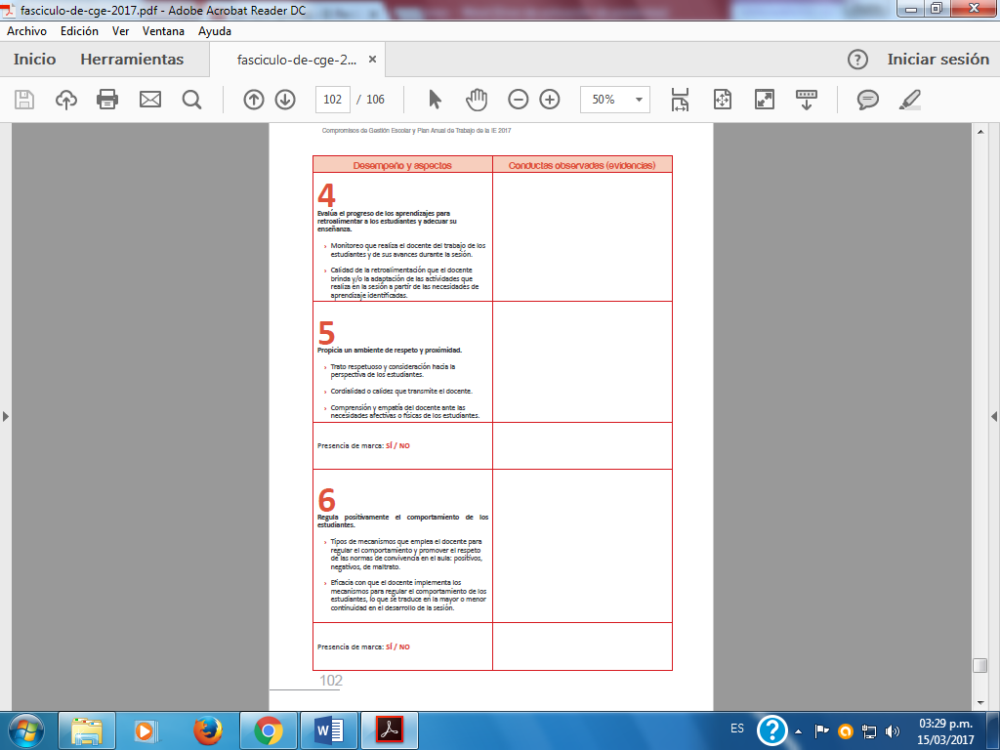 fasciculo-de-cge-2017.pdf - Adobe Acrobat Reader DC
Archivo Edición Ver Ventana Ayuda
Inicio Herramientas fasciculo-de-cge-2... × ? Iniciar sesión
102 / 106 50%
Compromisos de Gestión Escolar y Plan Anual de Trabajo de la IE 2017
Desempeño y aspectos Conductas observadas (evidencias)
4
Evalúa el progreso de los aprendizajes para
retroalimentar a los estudiantes y adecuar su
enseñanza.
› Monitoreo que realiza el docente del trabajo de los
estudiantes y de sus avances durante la sesión.
› Calidad de la retroalimentación que el docente
brinda y/o la adaptación de las actividades que
realiza en la sesión a partir de las necesidades de
aprendizaje identificadas.
5
Propicia un ambiente de respeto y proximidad.
› Trato respetuoso y consideración hacia la
perspectiva de los estudiantes.
› Cordialidad o calidez que transmite el docente.
› Comprensión y empatía del docente ante las
necesidades afectivas o físicas de los estudiantes.
Presencia de marca: SÍ / NO
6
Regula positivamente el comportamiento de los
estudiantes.
› Tipos de mecanismos que emplea el docente para
regular el comportamiento y promover el respeto
de las normas de convivencia en el aula: positivos,
negativos, de maltrato.
› Eficacia con que el docente implementa los
mecanismos para regular el comportamiento de los
estudiantes, lo que se traduce en la mayor o menor
continuidad en el desarrollo de la sesión.
Presencia de marca: SÍ / NO
102
ES ? 03:29 p.m.
15/03/2017